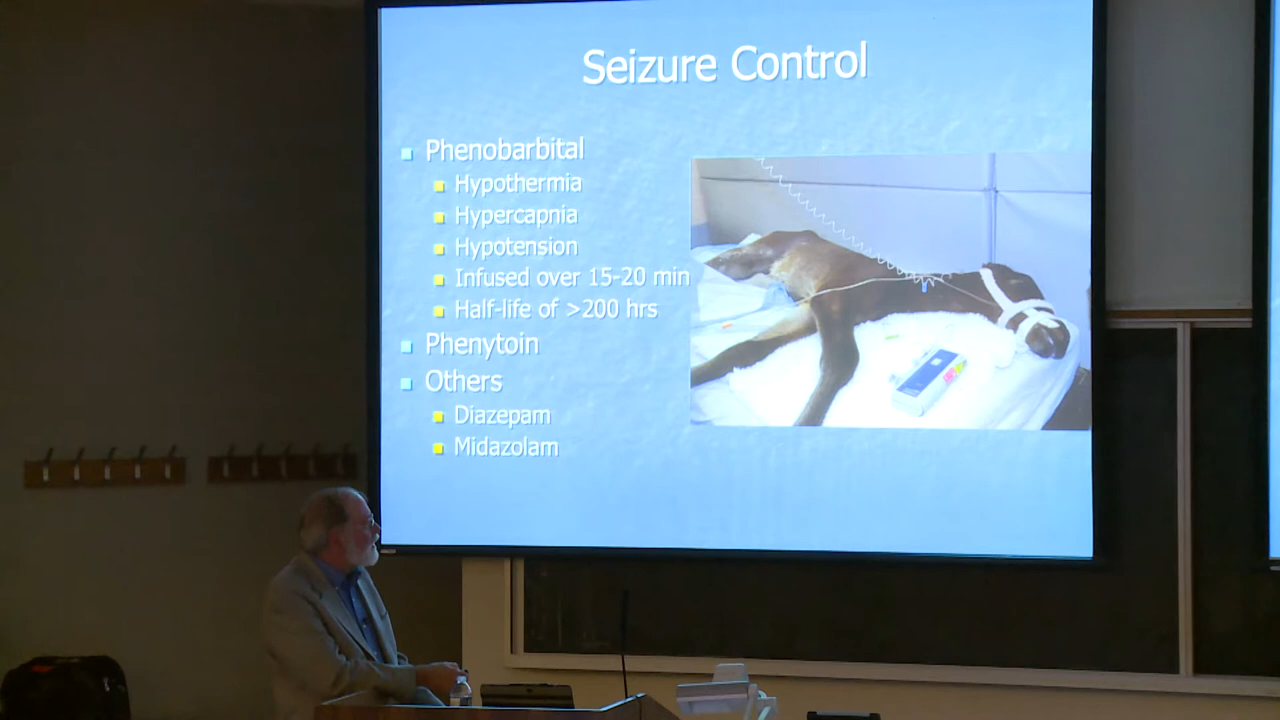 Seizure Control
Phenobarbital
Hypothermia
Hypercapnia
Hypotension
Infused over 15-20 min
Half-life of >200 hrs
Phenytoin
Others
Diazepam
Midazolam